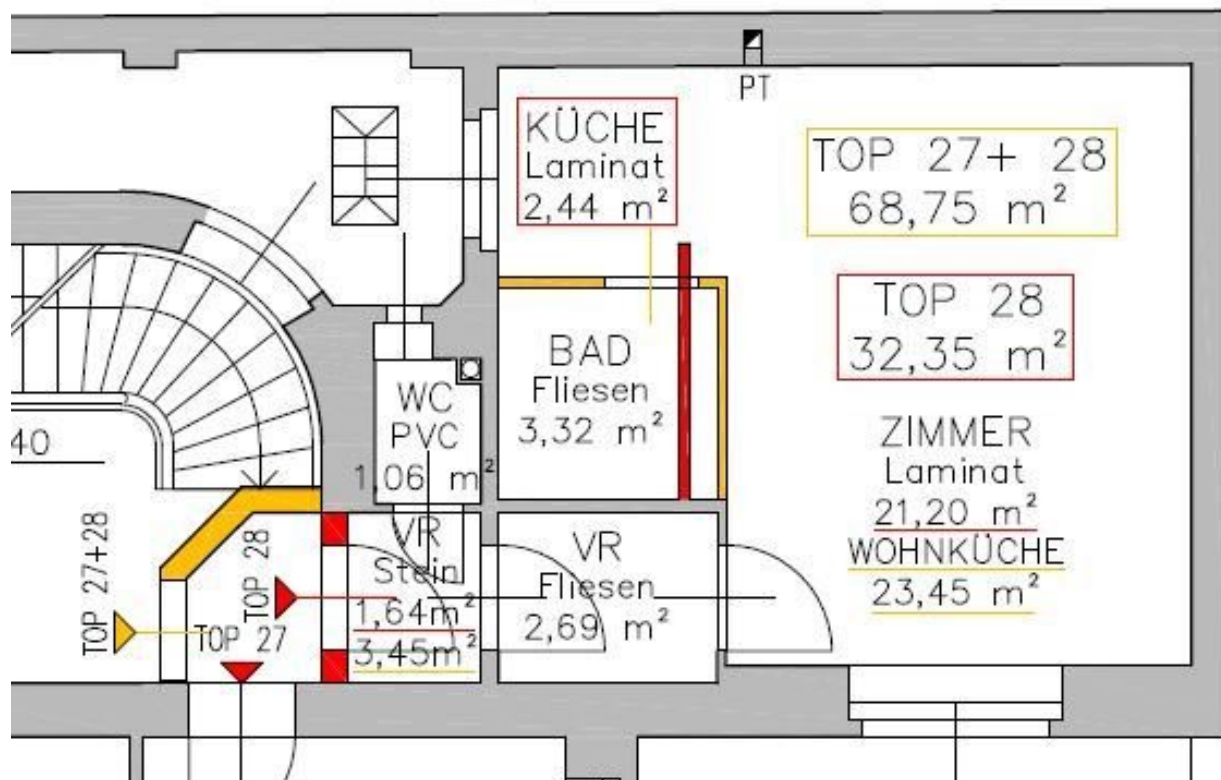 PT
KÜCHE
Laminat
2,44 m²
TOP 27+ 28
68,75 m²
TOP 28
32,35 m²
BAD
Fliesen
3,32 m²
WC
PVC
1,06 m²
ZIMMER
Laminat
21,20 m²
WOHNKÜCHE
23,45 m²
40
TOP 27+28
TOP 28
TOP 27
VR
Stein
1,64m²
3,45m²
VR
Fliesen
2,69 m²